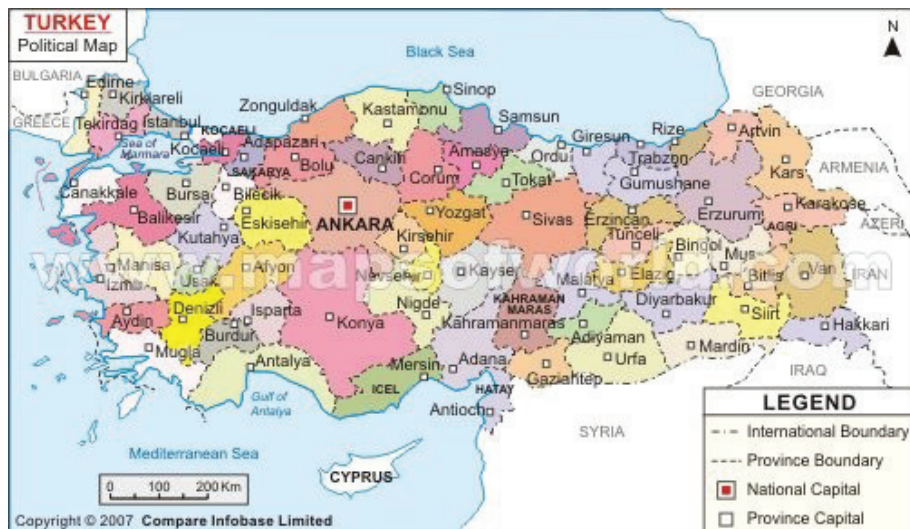 TURKEY
Political Map
Black Sea
N
BULGARIA
GREECE
GEORGIA
ARMENIA
AZERI
IRAN
IRAQ
SYRIA
CYPRUS
Edirne
Kirklareli
Tekirdag
Istanbul
Sea of
Marmara
KOCAELI
Kocaeli
Adapazari
SAKARYA
Zonguldak
Bolu
Kastamonu
Sinop
Cankiri
Corum
Samsun
Amasya
Ordu
Tokat
Giresun
Trabzon
Gumushane
Rize
Artvin
Kars
Erzurum
Karakose
AGRI
Canakkale
Balikesir
Bursa
Bilecik
Eskisehir
Kutahya
ANKARA
Yozgat
Kirsehir
Sivas
Erzincan
Tunceli
Bingol
Mus
Bitlis
Van
www.mapsofworld.com
Manisa
Izmir
Usak
Afyon
Nevsehir
Kayseri
Malatya
Elazig
Diyarbakur
Siirt
Hakkari
Aydin
Denizli
Isparta
Burdur
Konya
Nigde
KAHRAMAN
MARAS
Kahramanmaras
Adiyaman
Mardin
Urfa
Gaziantep
Mugla
Antalya
Mersin
ICEL
Adana
HATAY
Antioch
Gulf of
Antalya
Mediterranean Sea
0 100 200 Km
Copyright © 2007 Compare Infobase Limited
LEGEND
International Boundary
Province Boundary
National Capital
Province Capital